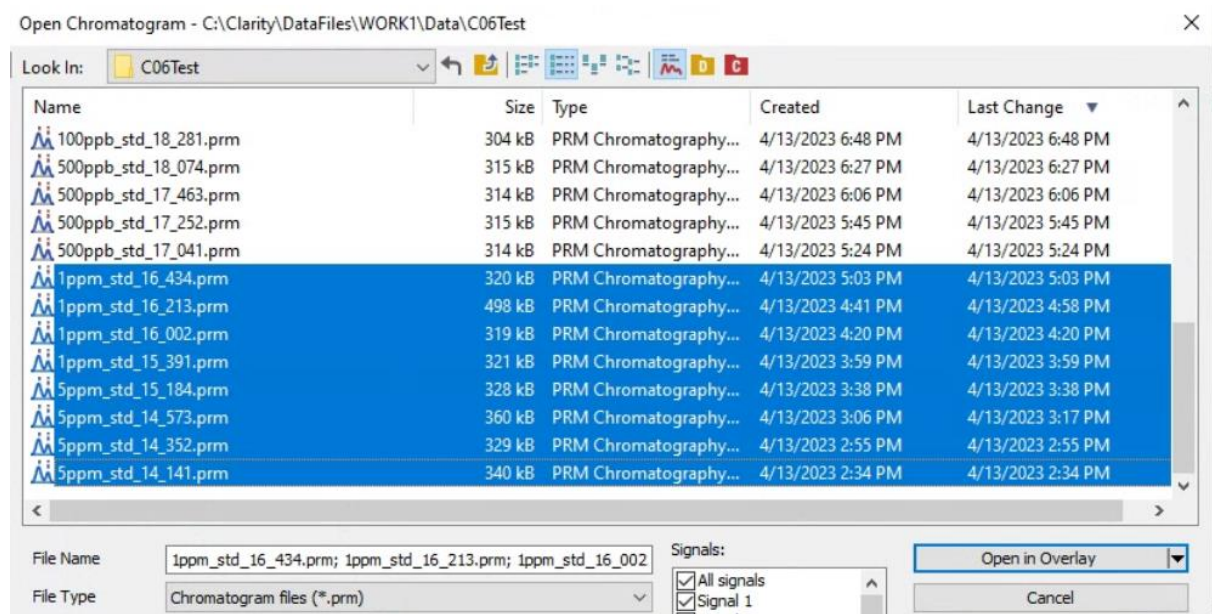 Open Chromatogram - C:\Clarity\DataFiles\WORK1\Data\C06Test
Look In: C06Test
Name Size Type Created Last Change
100ppb_std_18_281.prm 304 kB PRM Chromatography... 4/13/2023 6:48 PM 4/13/2023 6:48 PM
500ppb_std_18_074.prm 315 kB PRM Chromatography... 4/13/2023 6:27 PM 4/13/2023 6:27 PM
500ppb_std_17_463.prm 314 kB PRM Chromatography... 4/13/2023 6:06 PM 4/13/2023 6:06 PM
500ppb_std_17_252.prm 315 kB PRM Chromatography... 4/13/2023 5:45 PM 4/13/2023 5:45 PM
500ppb_std_17_041.prm 314 kB PRM Chromatography... 4/13/2023 5:24 PM 4/13/2023 5:24 PM
1ppm_std_16_434.prm 320 kB PRM Chromatography... 4/13/2023 5:03 PM 4/13/2023 5:03 PM
1ppm_std_16_213.prm 498 kB PRM Chromatography... 4/13/2023 4:41 PM 4/13/2023 4:58 PM
1ppm_std_16_002.prm 319 kB PRM Chromatography... 4/13/2023 4:20 PM 4/13/2023 4:20 PM
1ppm_std_15_391.prm 321 kB PRM Chromatography... 4/13/2023 3:59 PM 4/13/2023 3:59 PM
5ppm_std_15_184.prm 328 kB PRM Chromatography... 4/13/2023 3:38 PM 4/13/2023 3:38 PM
5ppm_std_14_573.prm 360 kB PRM Chromatography... 4/13/2023 3:06 PM 4/13/2023 3:17 PM
5ppm_std_14_352.prm 329 kB PRM Chromatography... 4/13/2023 2:55 PM 4/13/2023 2:55 PM
5ppm_std_14_141.prm 340 kB PRM Chromatography... 4/13/2023 2:34 PM 4/13/2023 2:34 PM
File Name 1ppm_std_16_434.prm; 1ppm_std_16_213.prm; 1ppm_std_16_002 Signals: Open in Overlay
All signals
File Type Chromatogram files (*.prm) Signal 1 Cancel